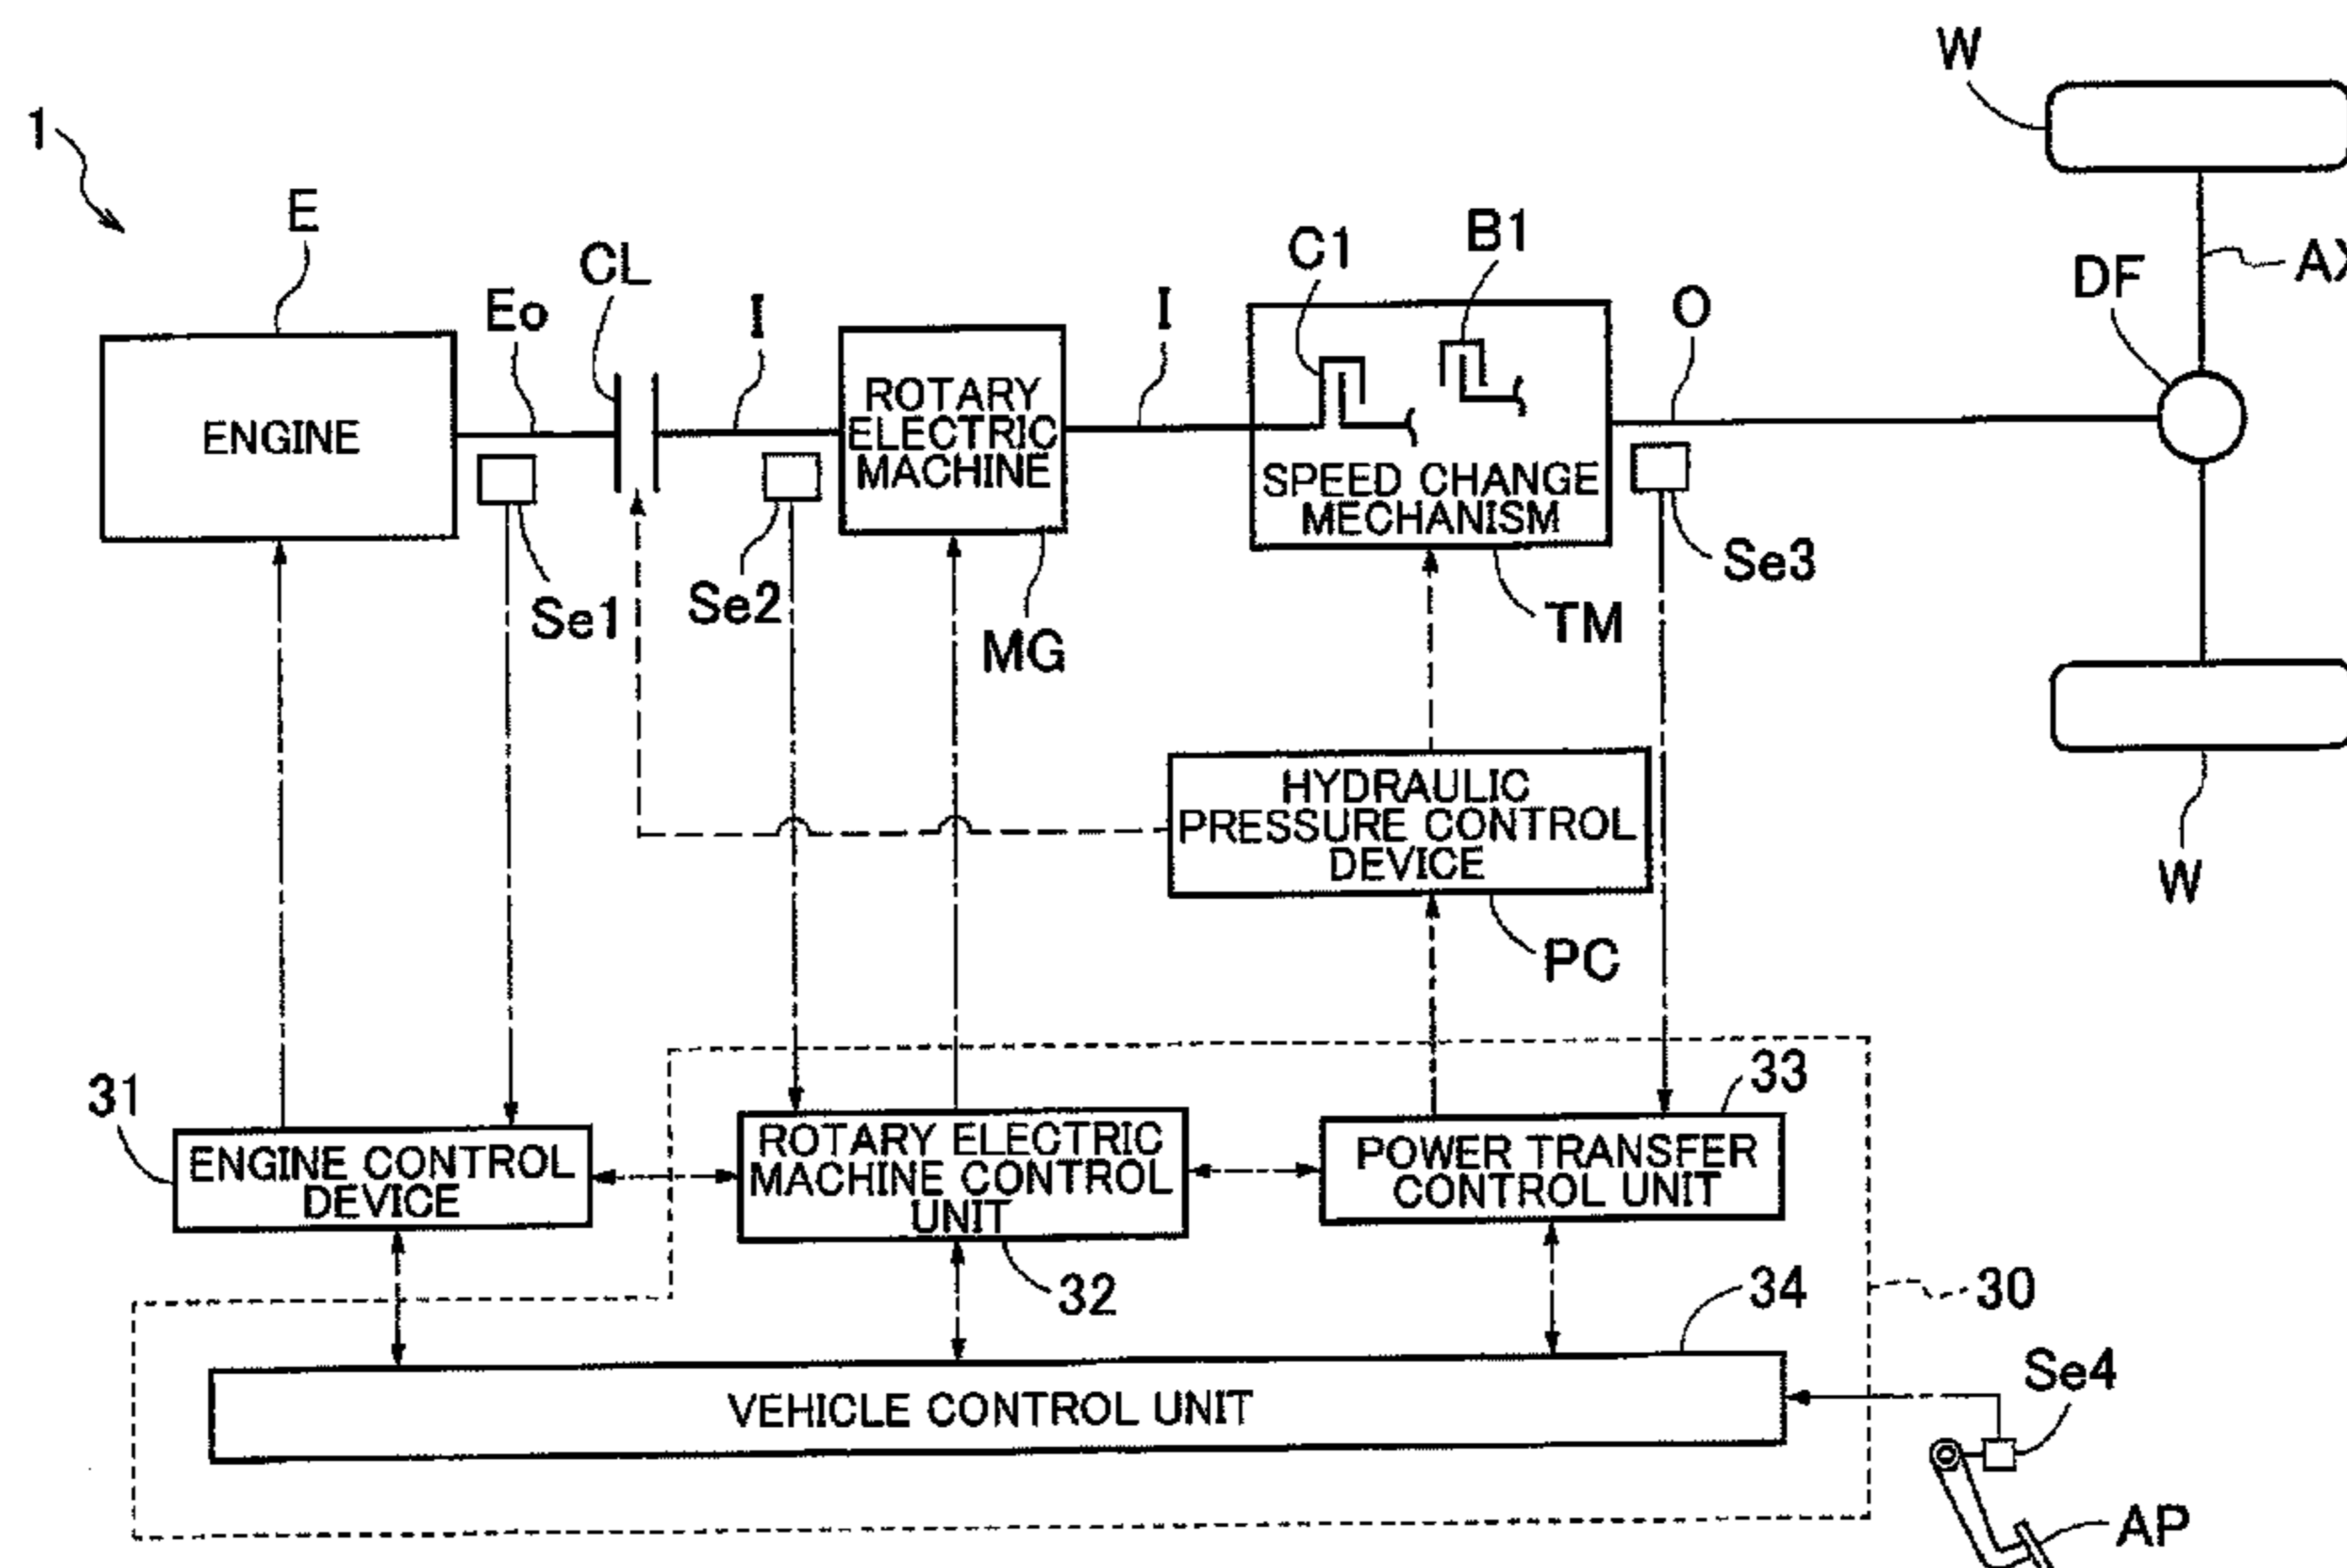 W
1
E
CL
Eo
I
I
C1
B1
O
DF
ENGINE
ROTARY
ELECTRIC
MACHINE
SPEED CHANGE
MECHANISM
Se1
Se2
MG
TM
Se3
HYDRAULIC
PRESSURE CONTROL
DEVICE
W
PC
31
33
ENGINE CONTROL
DEVICE
ROTARY ELECTRIC
MACHINE CONTROL
UNIT
POWER TRANSFER
CONTROL UNIT
32
34
30
VEHICLE CONTROL UNIT
Se4
AP